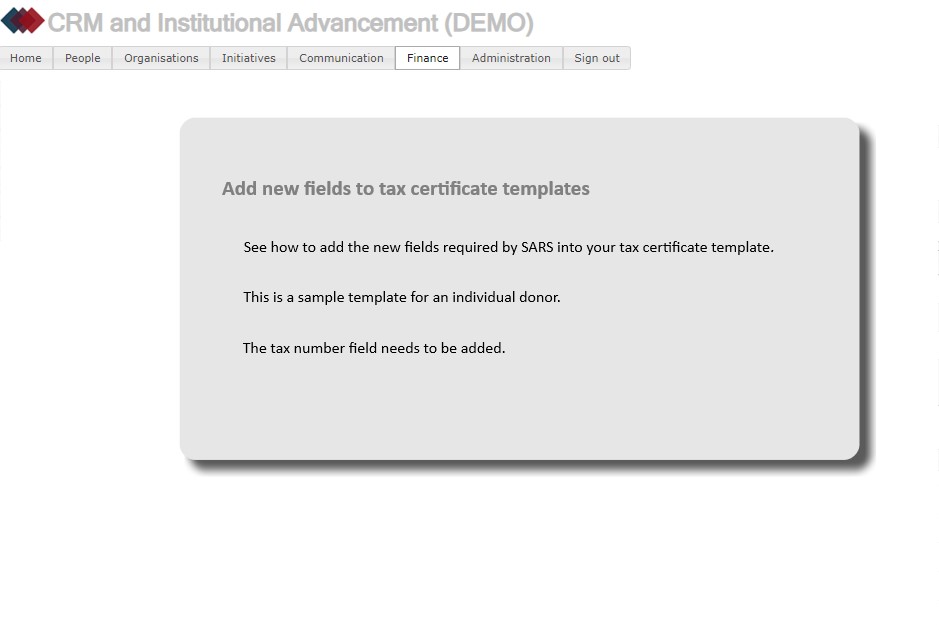 CRM and Institutional Advancement (DEMO)
Home People Organisations Initiatives Communication Finance Administration Sign out
Add new fields to tax certificate templates
See how to add the new fields required by SARS into your tax certificate template.
This is a sample template for an individual donor.
The tax number field needs to be added.